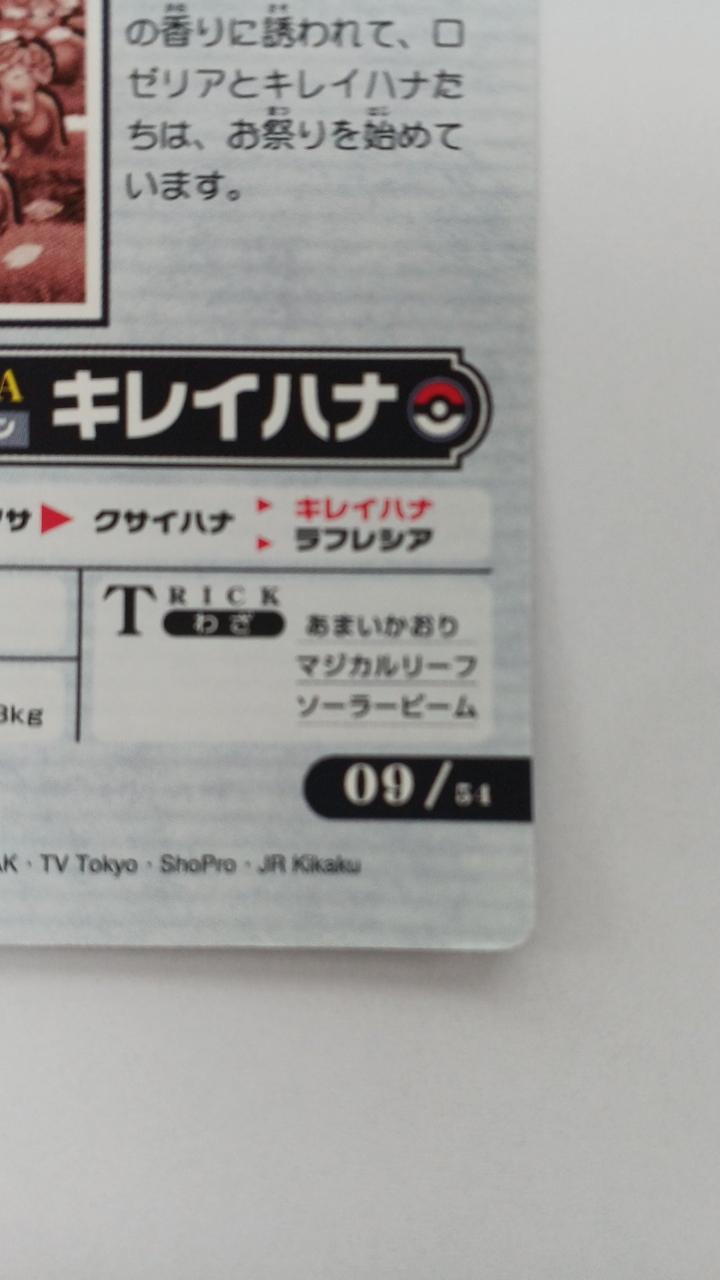 の香りに誘われて、ロ
ゼリアとキレイハナた
ちは、お祭りを始めて
います。
A キレイハナ
ン
サ ▶ クサイハナ ▶ キレイハナ
▶ ラフレシア
TRICK
わざ あまいかおり
マジカルリーフ
ソーラービーム
8kg
09/54
AK · TV Tokyo · ShoPro · JR Kikaku